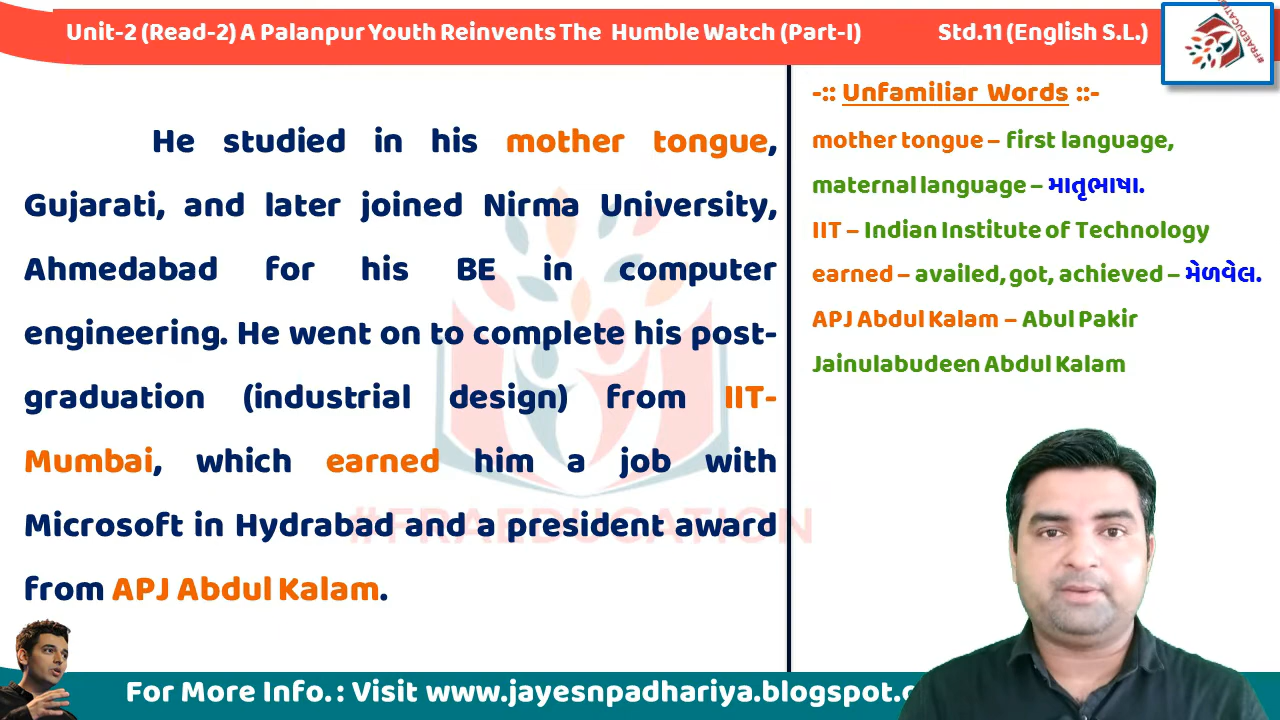 Unit-2 (Read-2) A Palanpur Youth Reinvents The Humble Watch (Part-I)
Std.11 (English S.L.)
#FRAEDUCATION
He studied in his mother tongue,
Gujarati, and later joined Nirma University,
Ahmedabad for his BE in computer
engineering. He went on to complete his post-
graduation (industrial design) from IIT-
Mumbai, which earned him a job with
Microsoft in Hydrabad and a president award
from APJ Abdul Kalam.
#FRAEDUCATION
-:: Unfamiliar Words ::-
mother tongue – first language,
maternal language – માતૃભાષા.
IIT – Indian Institute of Technology
earned – availed, got, achieved – મેળવેલ.
APJ Abdul Kalam – Abul Pakir
Jainulabudeen Abdul Kalam
For More Info. : Visit www.jayesnpadhariya.blogspot.c